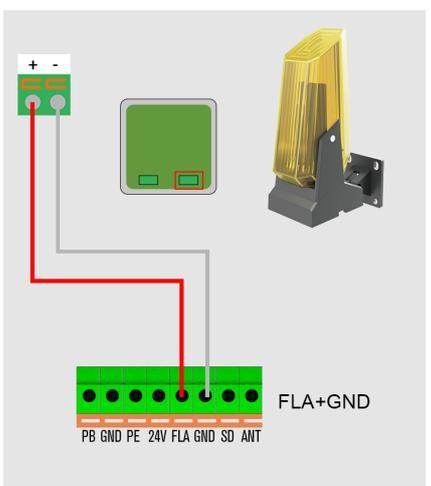 + -
FLA+GND
PB GND PE 24V FLA GND SD ANT